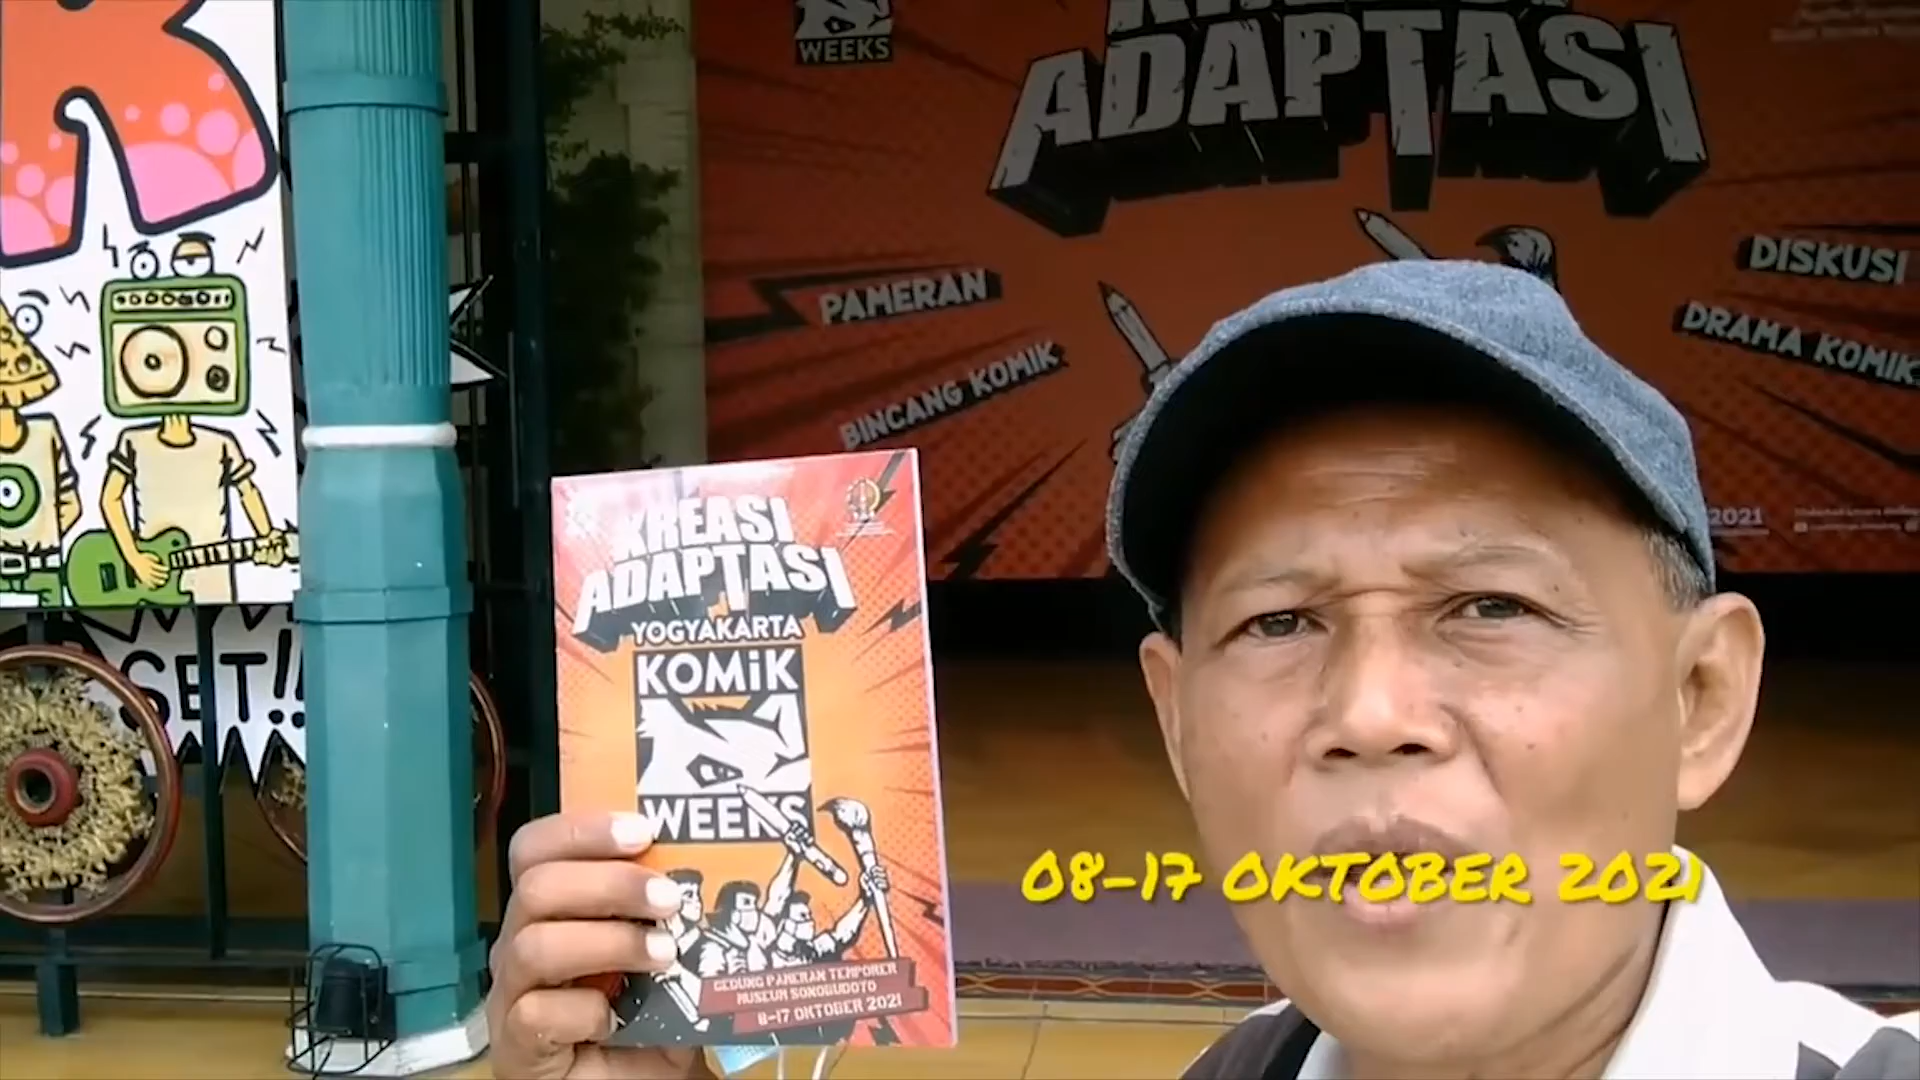 WEEKS
ADAPTASI
PAMERAN
BINCANG KOMIK
DISKUSI
DRAMA KOMIK
2021
SET!!
KREASI
ADAPTASI
YOGYAKARTA
KOMiK
WEEKS
GEDUNG PAMERAN TEMPORER
MUSEUM SONOBUDOYO
8-17 OKTOBER 2021
08-17 OKTOBER 2021